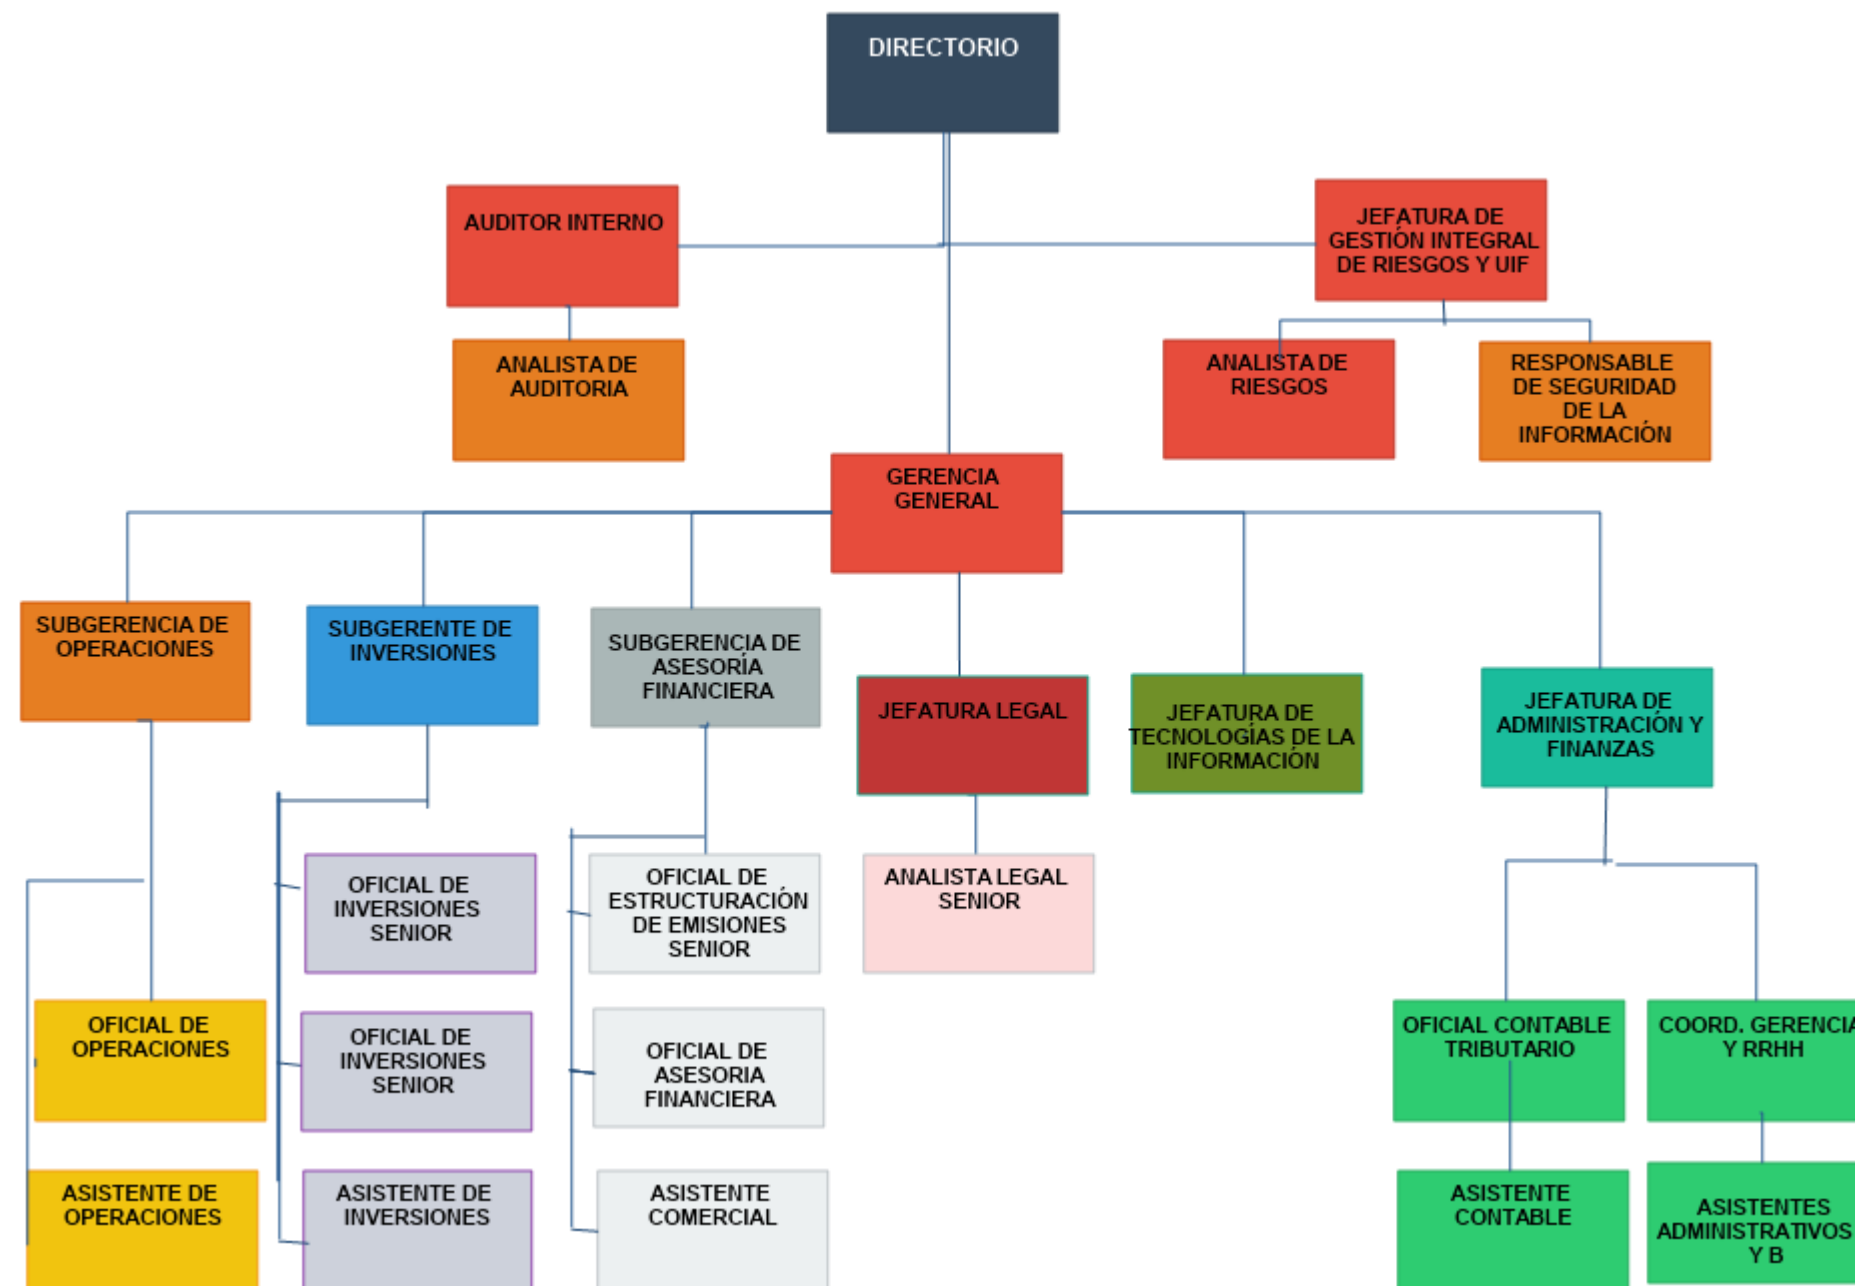 DIRECTORIO
AUDITOR INTERNO
JEFATURA DE
GESTIÓN INTEGRAL
DE RIESGOS Y UIF
ANALISTA DE
AUDITORIA
ANALISTA DE
RIESGOS
RESPONSABLE
DE SEGURIDAD
DE LA
INFORMACIÓN
GERENCIA
GENERAL
SUBGERENCIA DE
OPERACIONES
SUBGERENTE DE
INVERSIONES
SUBGERENCIA DE
ASESORÍA
FINANCIERA
JEFATURA LEGAL
JEFATURA DE
TECNOLOGÍAS DE LA
INFORMACIÓN
JEFATURA DE
ADMINISTRACIÓN Y
FINANZAS
OFICIAL DE
INVERSIONES
SENIOR
OFICIAL DE
ESTRUCTURACIÓN
DE EMISIONES
SENIOR
ANALISTA LEGAL
SENIOR
OFICIAL DE
OPERACIONES
OFICIAL DE
INVERSIONES
SENIOR
OFICIAL DE
ASESORIA
FINANCIERA
OFICIAL CONTABLE
TRIBUTARIO
COORD. GERENCIA
Y RRHH
ASISTENTE DE
OPERACIONES
ASISTENTE DE
INVERSIONES
ASISTENTE
COMERCIAL
ASISTENTE
CONTABLE
ASISTENTES
ADMINISTRATIVOS
Y B